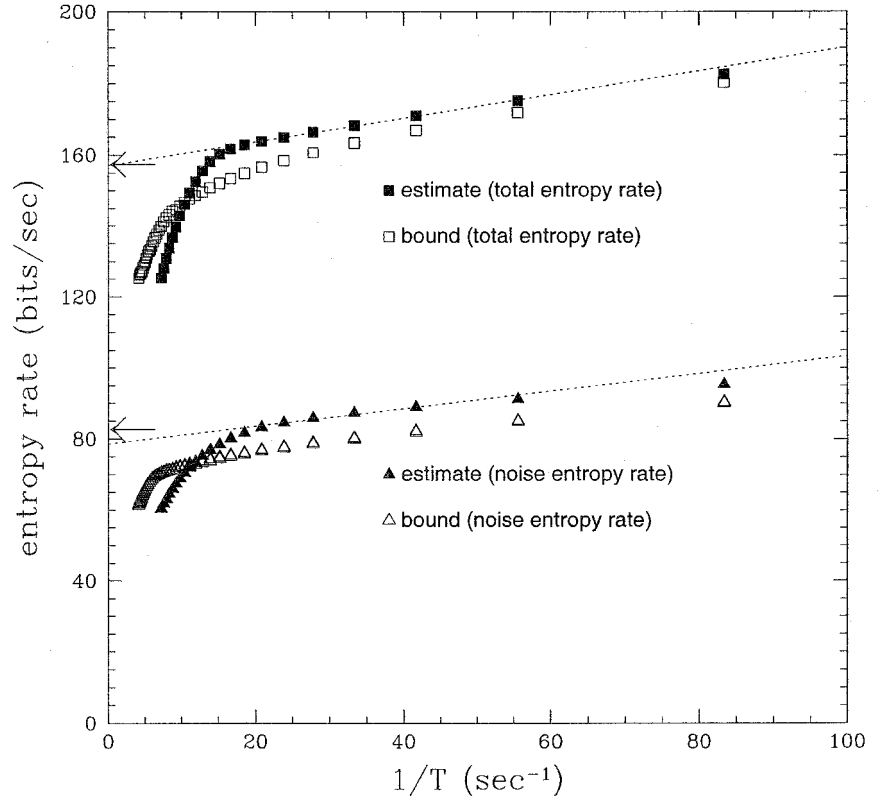 200
160
120
80
40
0
entropy rate (bits/sec)
estimate (total entropy rate)
bound (total entropy rate)
estimate (noise entropy rate)
bound (noise entropy rate)
0 20 40 60 80 100
1/T (sec⁻¹)